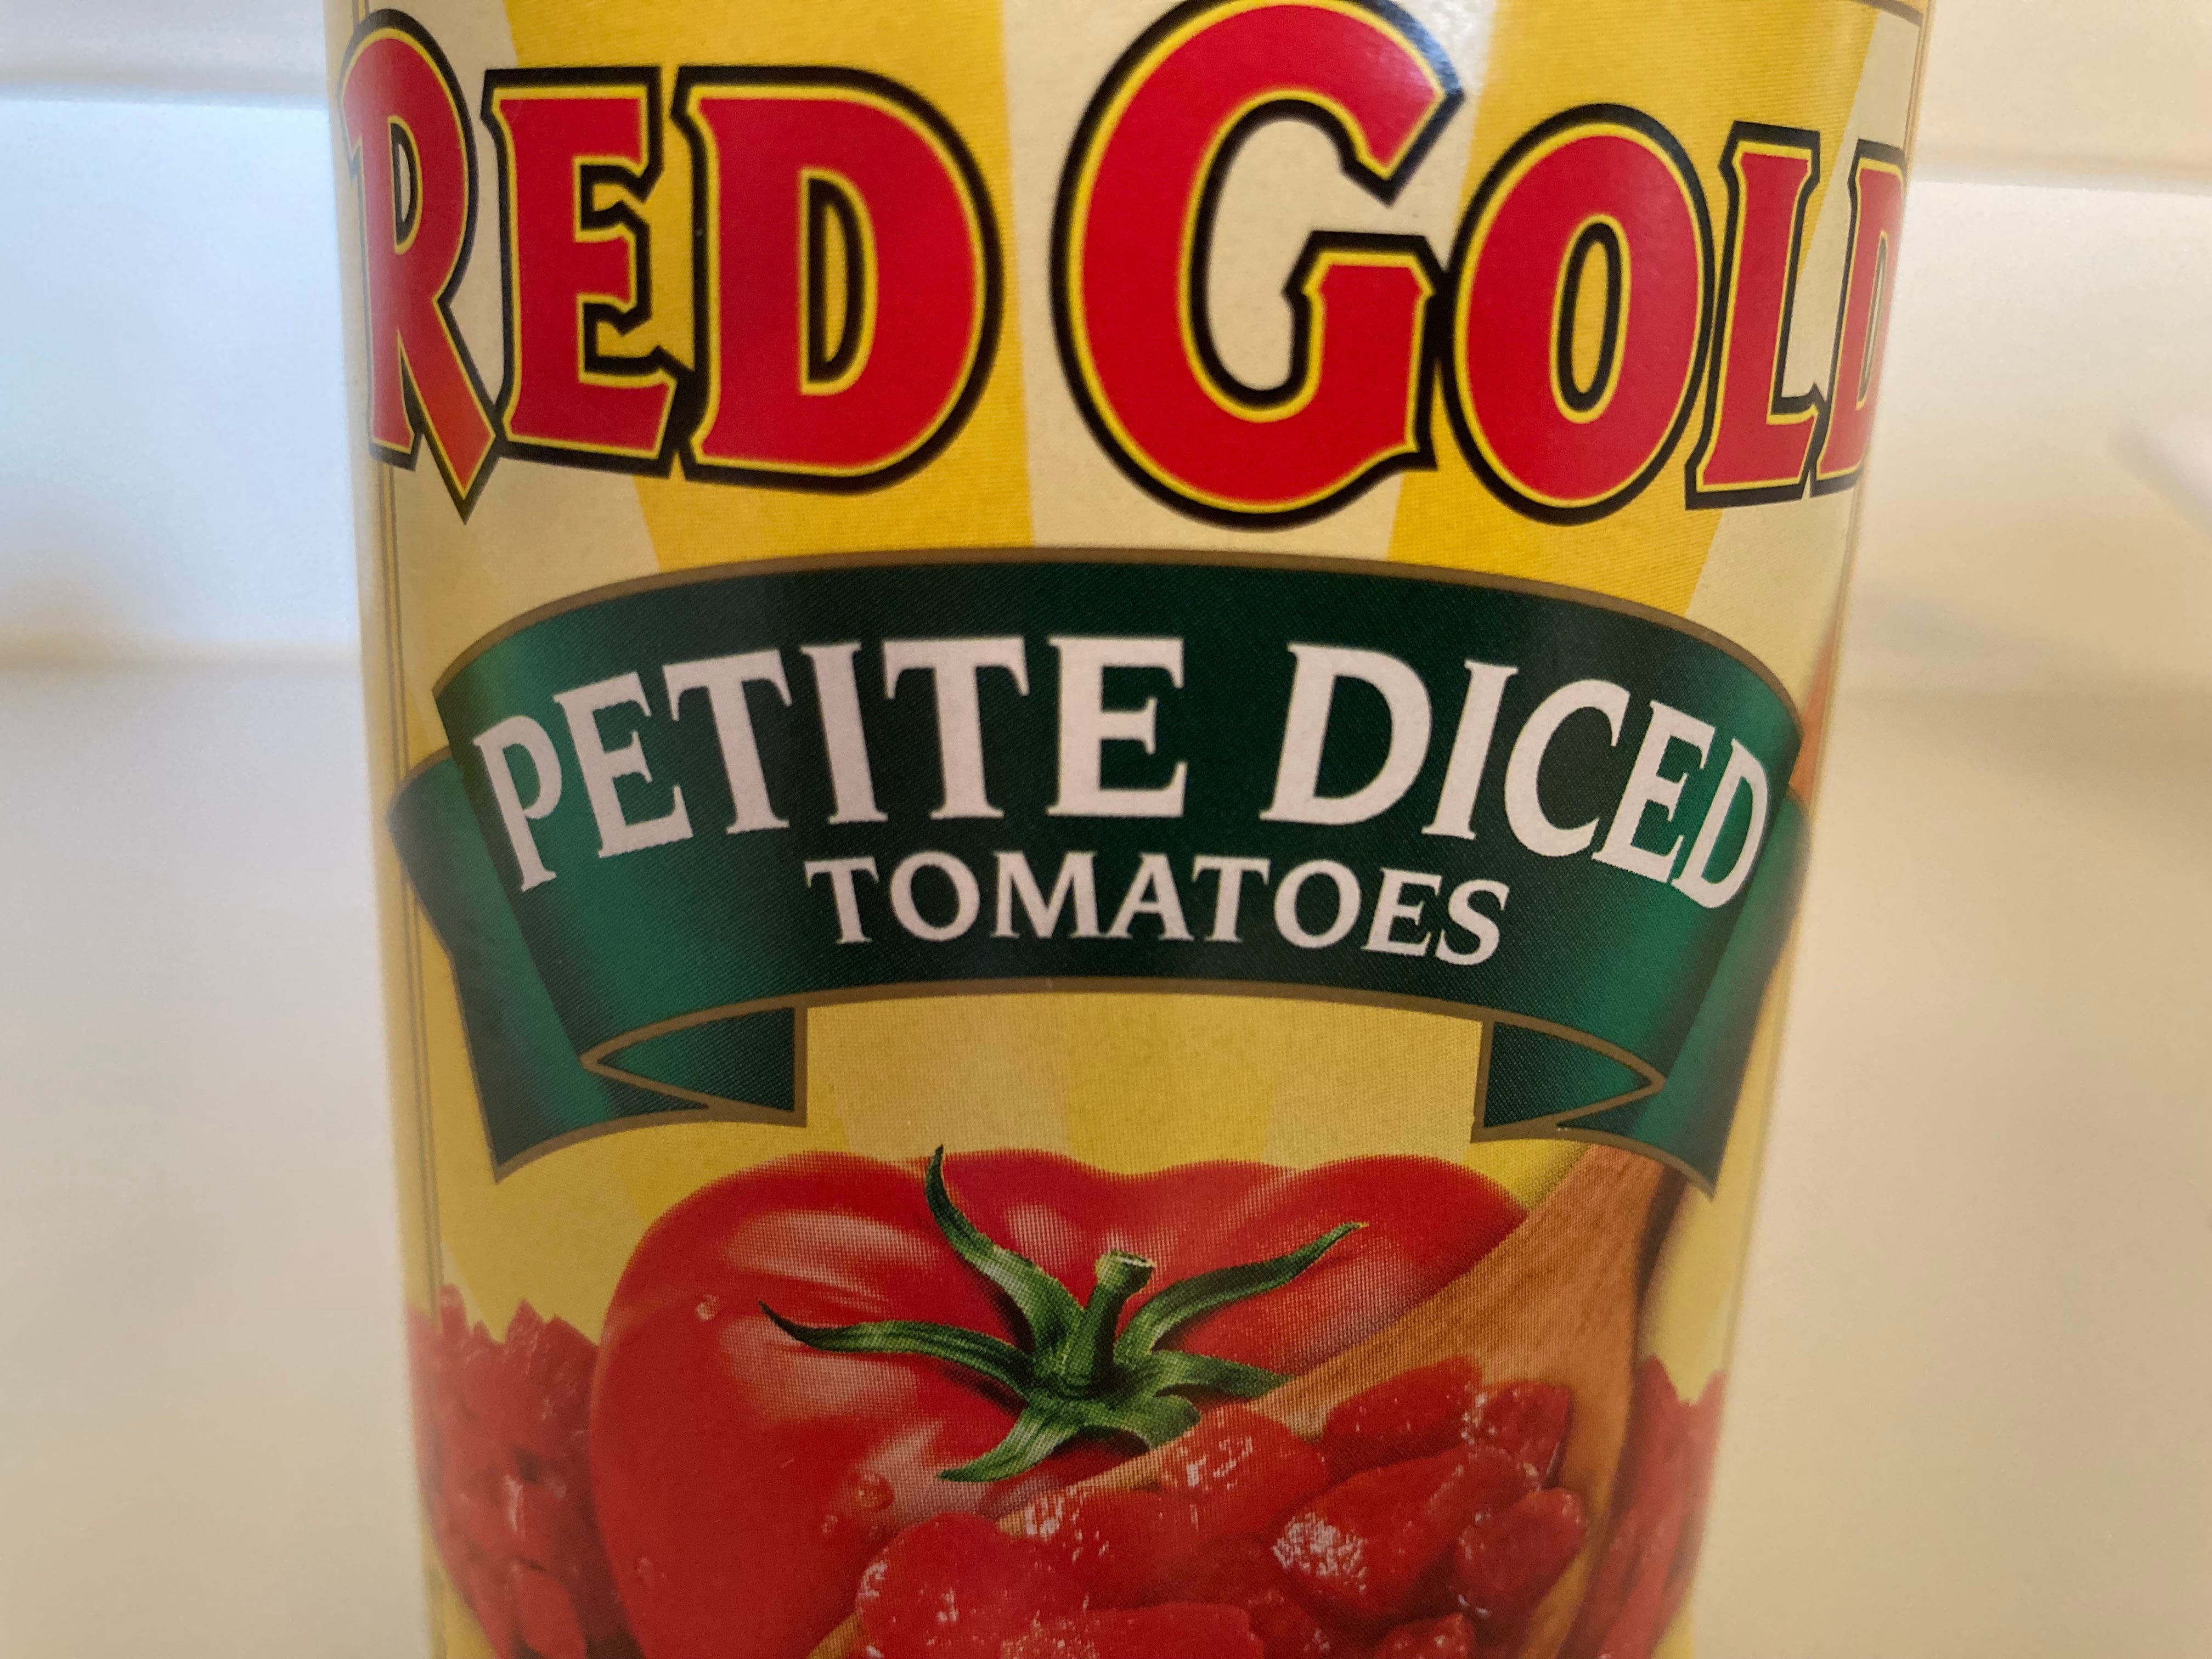 RED GOLD
PETITE DICED
TOMATOES